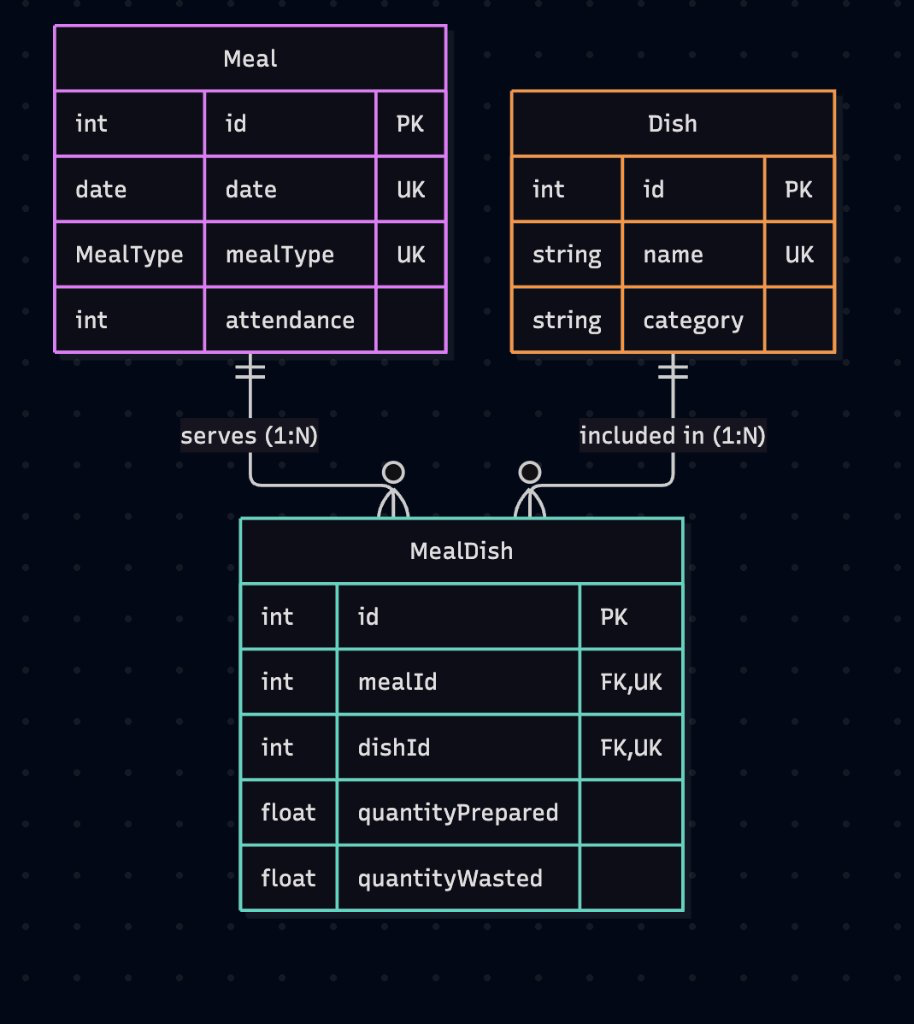 Meal
int id PK
date date UK
MealType mealType UK
int attendance
Dish
int id PK
string name UK
string category
serves (1:N)
included in (1:N)
MealDish
int id PK
int mealId FK,UK
int dishId FK,UK
float quantityPrepared
float quantityWasted